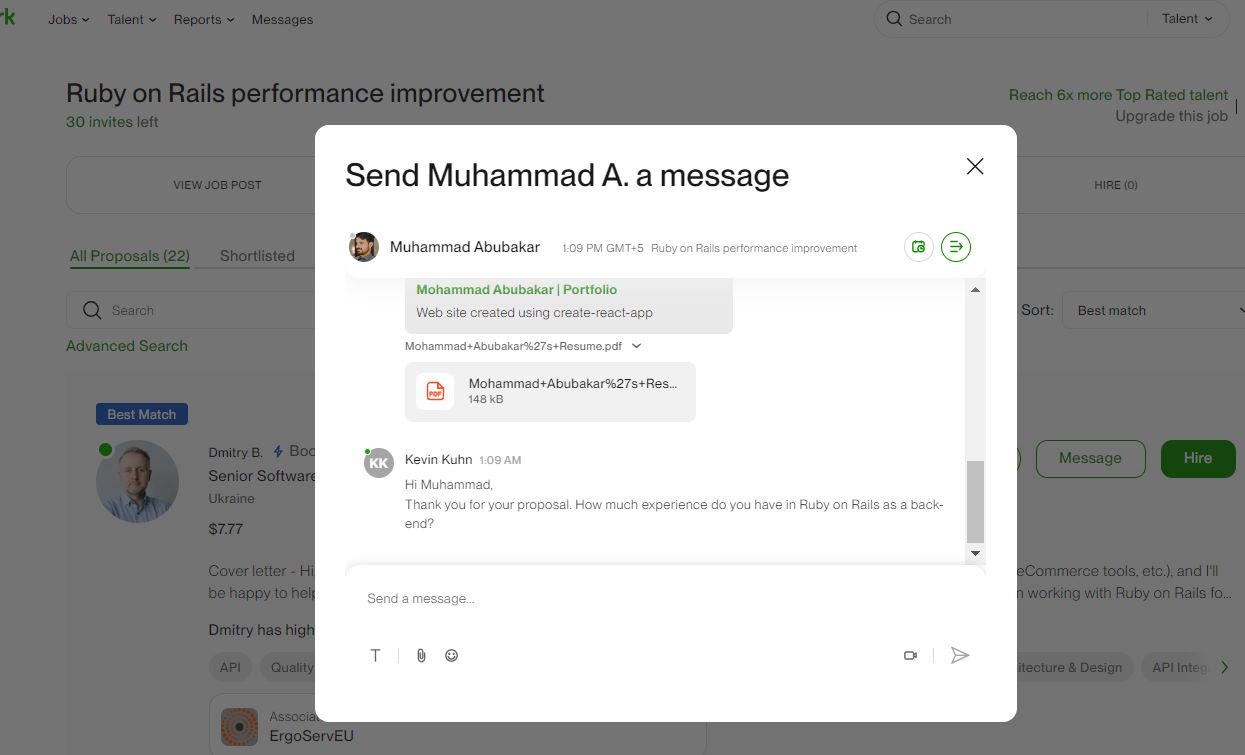 rk
Jobs
Talent
Reports
Messages
Search
Talent
Ruby on Rails performance improvement
30 invites left
Reach 6x more Top Rated talent
Upgrade this job
VIEW JOB POST
HIRE (0)
All Proposals (22)
Shortlisted
Search
Sort:
Best match
Advanced Search
Best Match
Dmitry B.
Boo
Senior Software
Ukraine
$7.77
Message
Hire
Cover letter - Hi
eCommerce tools, etc.), and I'll
be happy to help
n working with Ruby on Rails fo...
Dmitry has high
API
Quality
itecture & Design
API Integ
Associa
ErgoServEU
Send Muhammad A. a message
Muhammad Abubakar
1:09 PM GMT+5
Ruby on Rails performance improvement
Mohammad Abubakar | Portfolio
Web site created using create-react-app
Mohammad+Abubakar%27s+Resume.pdf
PDF
Mohammad+Abubakar%27s+Res...
148 kB
KK
Kevin Kuhn 1:09 AM
Hi Muhammad,
Thank you for your proposal. How much experience do you have in Ruby on Rails as a back-
end?
Send a message...
T